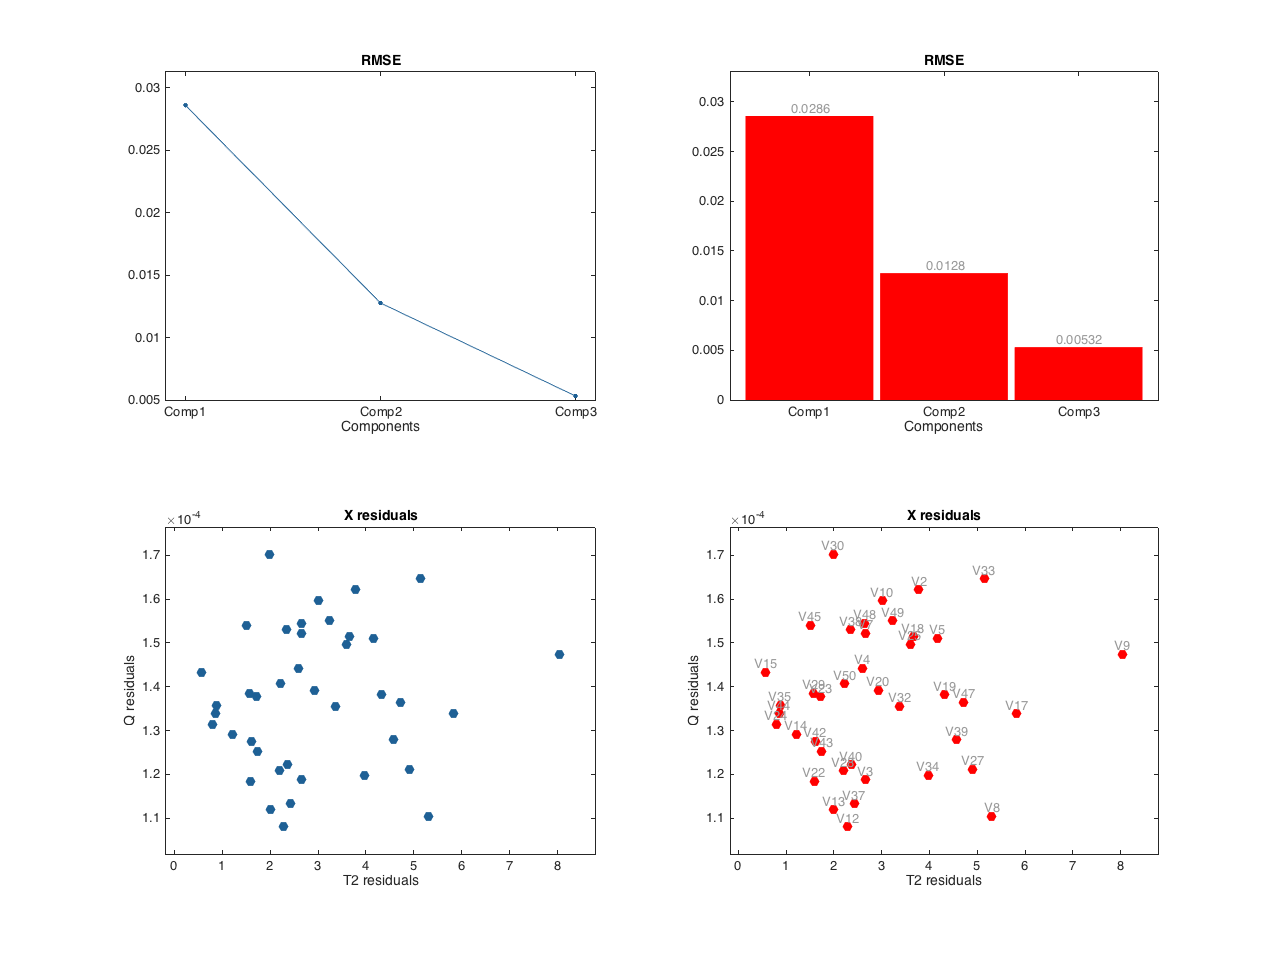 RMSE
0.03
0.025
0.02
0.015
0.01
0.005
Comp1 Comp2 Comp3
Components
RMSE
0.03
0.025
0.02
0.015
0.01
0.005
0
0.0286
0.0128
0.00532
Comp1 Comp2 Comp3
Components
X residuals
×10-4
1.7
1.6
1.5
1.4
1.3
1.2
1.1
Q residuals
0 1 2 3 4 5 6 7 8
T2 residuals
X residuals
×10-4
1.7
1.6
1.5
1.4
1.3
1.2
1.1
Q residuals
V30
V33
V2
V10
V48
V49
V45
V38
V18
V5
V9
V4
V15
V50
V20
V29
V19
V47
V35
V32
V17
V14
V42
V43
V39
V40
V27
V34
V22
V3
V37
V13
V8
V12
0 1 2 3 4 5 6 7 8
T2 residuals